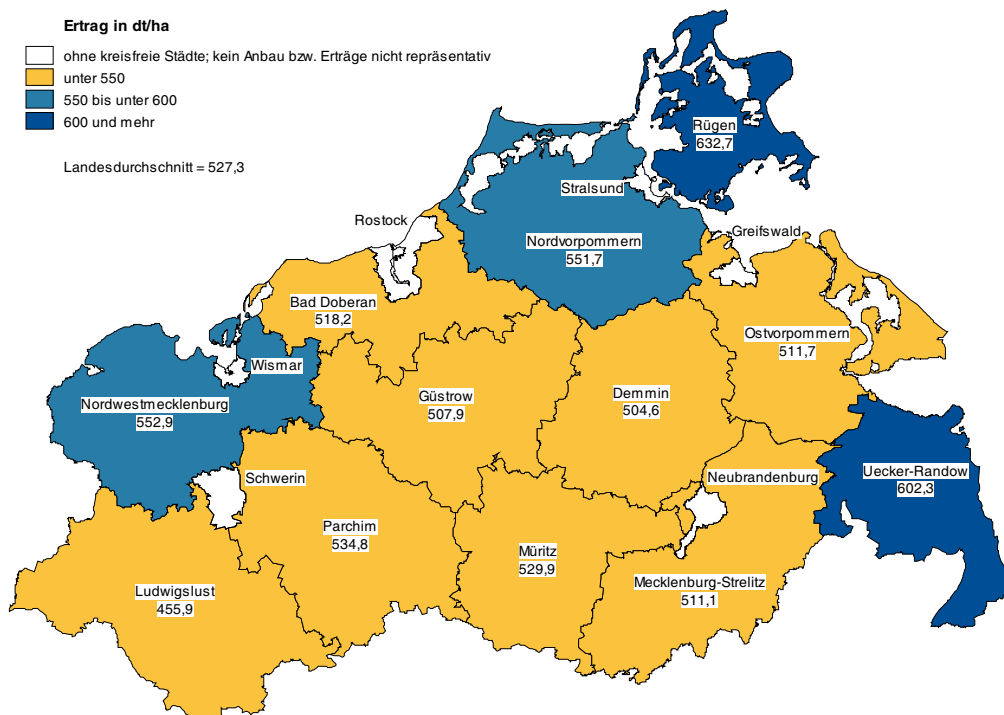 Ertrag in dt/ha
ohne kreisfreie Städte; kein Anbau bzw. Erträge nicht repräsentativ
unter 550
550 bis unter 600
600 und mehr
Landesdurchschnitt = 527,3
Rügen
632,7
Stralsund
Rostock
Greifswald
Nordvorpommern
551,7
Bad Doberan
518,2
Ostvorpommern
511,7
Wismar
Nordwestmecklenburg
552,9
Güstrow
507,9
Demmin
504,6
Uecker-Randow
602,3
Schwerin
Neubrandenburg
Parchim
534,8
Müritz
529,9
Mecklenburg-Strelitz
511,1
Ludwigslust
455,9